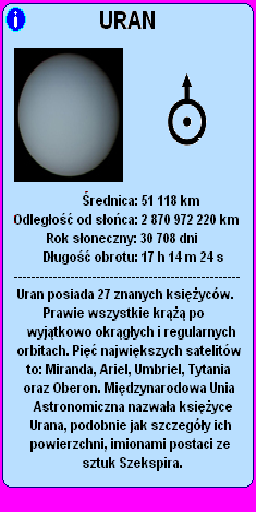 i
URAN
Średnica: 51 118 km
Odległość od słońca: 2 870 972 220 km
Rok słoneczny: 30 708 dni
Długość obrotu: 17 h 14 m 24 s
Uran posiada 27 znanych księżyców.
Prawie wszystkie krążą po
wyjątkowo okrągłych i regularnych
orbitach. Pięć największych satelitów
to: Miranda, Ariel, Umbriel, Tytania
oraz Oberon. Międzynarodowa Unia
Astronomiczna nazwała księżyce
Urana, podobnie jak szczegóły ich
powierzchni, imionami postaci ze
sztuk Szekspira.